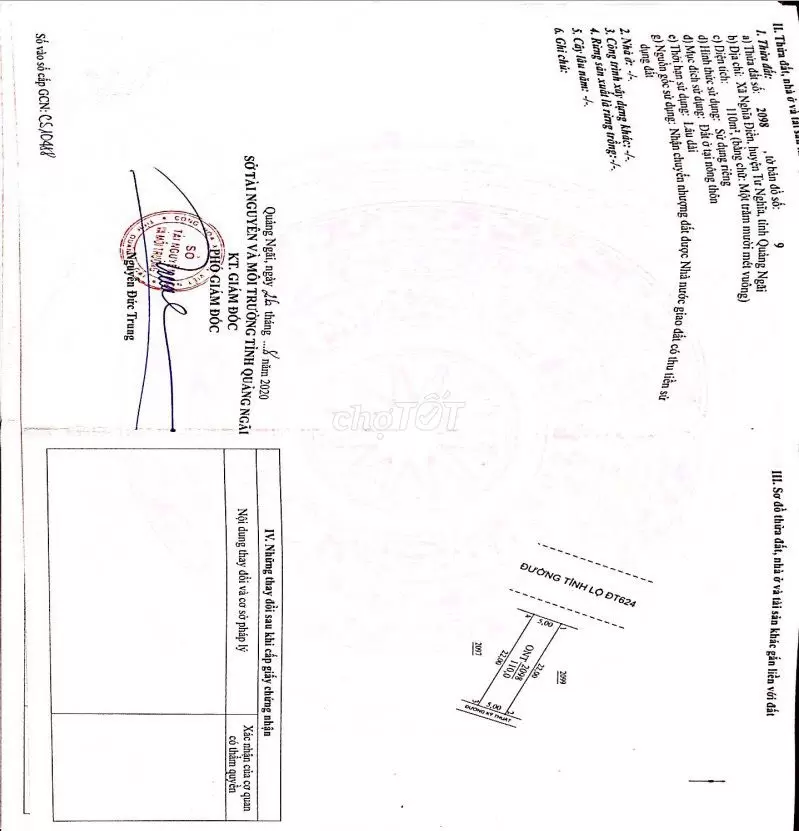 II. Thửa đất, nhà ở và tài
1. Thửa đất:
a) Thửa đất số: 2098 , tờ bản đồ số: 9
b) Địa chỉ: Xã Nghĩa Điền, huyện Tư Nghĩa, tỉnh Quảng Ngãi
c) Diện tích: 110m², (bằng chữ: Một trăm mười mét vuông)
d) Hình thức sử dụng: Sử dụng riêng
đ) Mục đích sử dụng: Đất ở tại nông thôn
e) Thời hạn sử dụng: Lâu dài
g) Nguồn gốc sử dụng: Nhận chuyển nhượng đất được Nhà nước giao đất có thu tiền sử
dụng đất
2. Nhà ở: -/-.
3. Công trình xây dựng khác: -/-.
4. Rừng sản xuất là rừng trồng: -/-.
5. Cây lâu năm: -/-.
6. Ghi chú:
Quảng Ngãi, ngày 26 tháng ...8 năm 2020
SỞ TÀI NGUYÊN VÀ MÔI TRƯỜNG TỈNH QUẢNG NGÃI
KT. GIÁM ĐỐC
PHÓ GIÁM ĐỐC
SỞ
TÀI NGUYÊN
VÀ MÔI TRƯỜNG
Nguyễn Đức Trung
Số vào sổ cấp GCN: CS10488
chợTỐT
III. Sơ đồ thửa đất, nhà ở và tài sản khác gắn liền với đất
ĐƯỜNG TỈNH LỘ ĐT624
5,00
2099
22,00
ONT 2098
110,0
22,00
2097
5,00
ĐƯỜNG KỸ THUẬT
IV. Những thay đổi sau khi cấp giấy chứng nhận
Nội dung thay đổi và cơ sở pháp lý
Xác nhận của cơ quan
có thẩm quyền